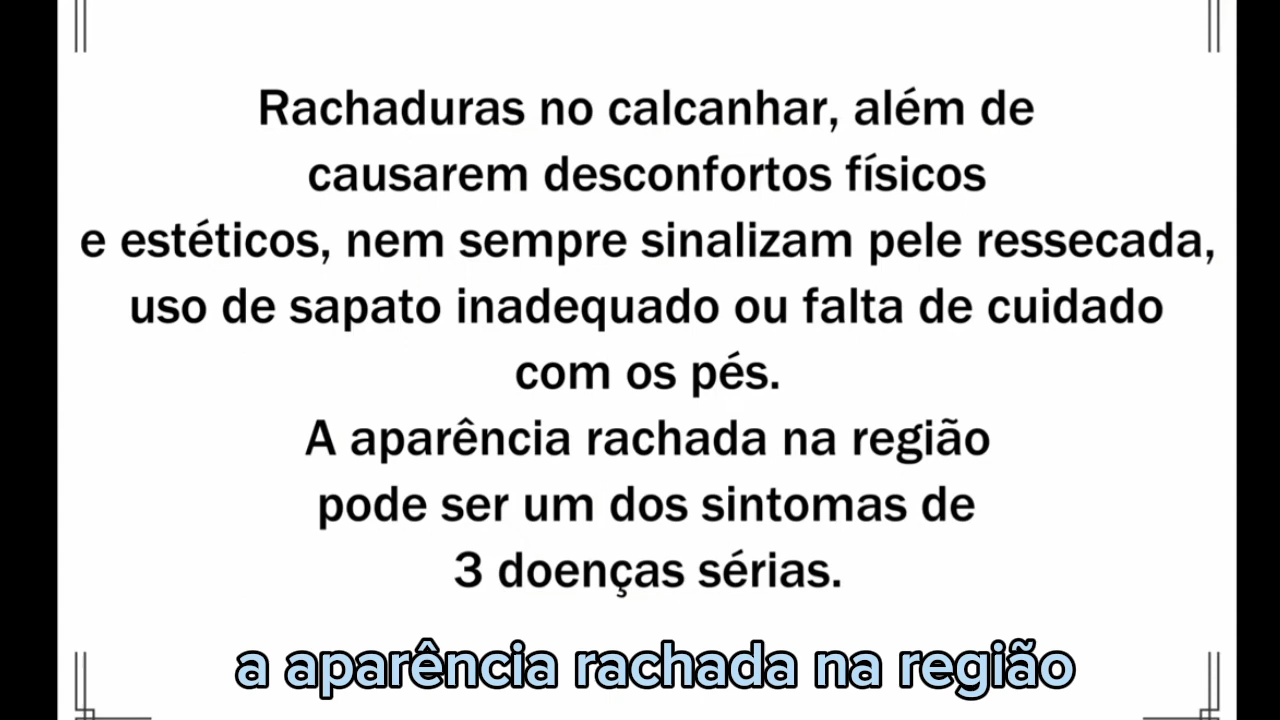 Rachaduras no calcanhar, além de
causarem desconfortos físicos
e estéticos, nem sempre sinalizam pele ressecada,
uso de sapato inadequado ou falta de cuidado
com os pés.
A aparência rachada na região
pode ser um dos sintomas de
3 doenças sérias.
a aparência rachada na região